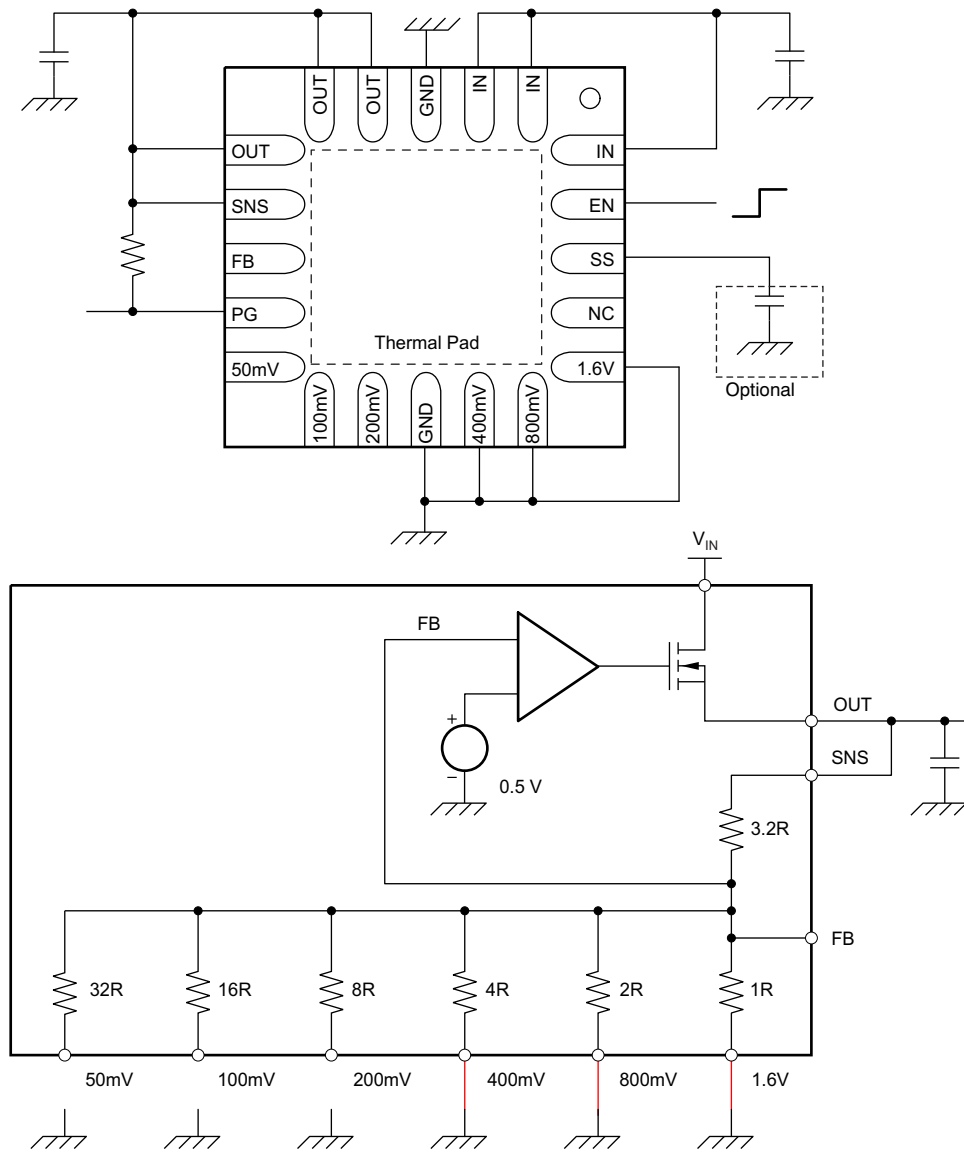 OUT
OUT
GND
IN
IN
OUT
IN
SNS
EN
FB
SS
PG
NC
Thermal Pad
50mV
1.6V
100mV
200mV
GND
400mV
800mV
Optional
VIN
FB
OUT
+
SNS
−
0.5 V
3.2R
FB
32R
16R
8R
4R
2R
1R
50mV
100mV
200mV
400mV
800mV
1.6V